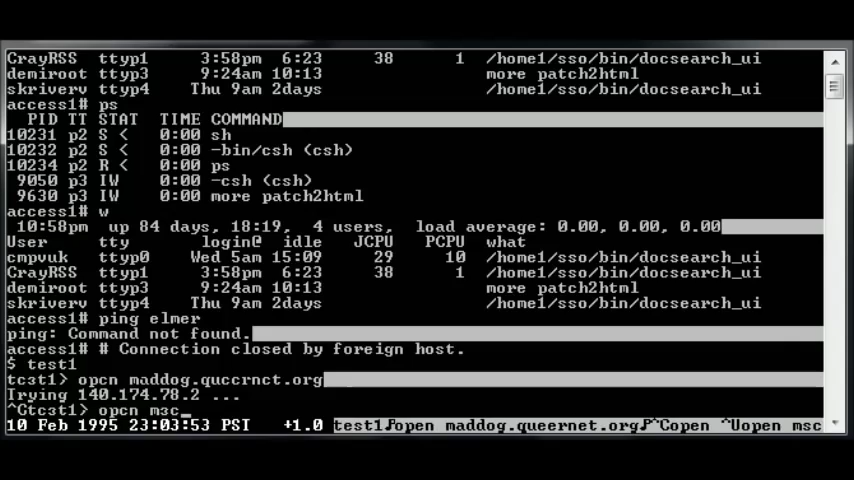 CrayRSS  ttyp1    3:58pm  6:23     38      1  /home1/sso/bin/docsearch_ui
demiroot ttyp3    9:24am 10:13                more patch2html
skriverv ttyp4   Thu 9am 2days                /home1/sso/bin/docsearch_ui
access1# ps
PID TT STAT  TIME COMMAND
10231 p2 S <   0:00 sh
10232 p2 S <   0:00 -bin/csh (csh)
10234 p2 R <   0:00 ps
9050 p3 IW    0:00 -csh (csh)
9630 p3 IW    0:00 more patch2html
access1# w
10:58pm  up 84 days, 18:19,  4 users,  load average: 0.00, 0.00, 0.00
User     tty       login@  idle   JCPU   PCPU  what
cmpvuk   ttyp0    Wed 5am 15:09     29     10  /home1/sso/bin/docsearch_ui
CrayRSS  ttyp1    3:58pm  6:23     38      1  /home1/sso/bin/docsearch_ui
demiroot ttyp3    9:24am 10:13                more patch2html
skriverv ttyp4   Thu 9am 2days                /home1/sso/bin/docsearch_ui
access1# ping elmer
ping: Command not found.
access1# # Connection closed by foreign host.
$ test1
tc3t1> opcn maddog.quccrnct.org
Irying 140.174.78.2 ...
^Gtc3t1> opcn m3c_
10 Feb 1995 23:03:53 PSI   +1.0 test1♪open maddog.queernet.org♪^Copen ^Uopen msc